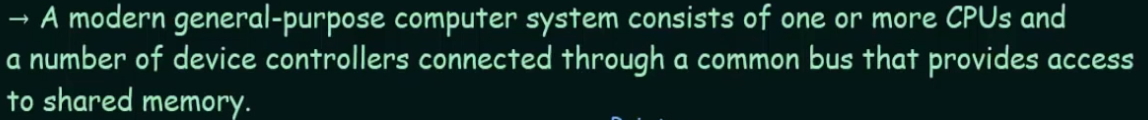 → A modern general-purpose computer system consists of one or more CPUs and
a number of device controllers connected through a common bus that provides access
to shared memory.